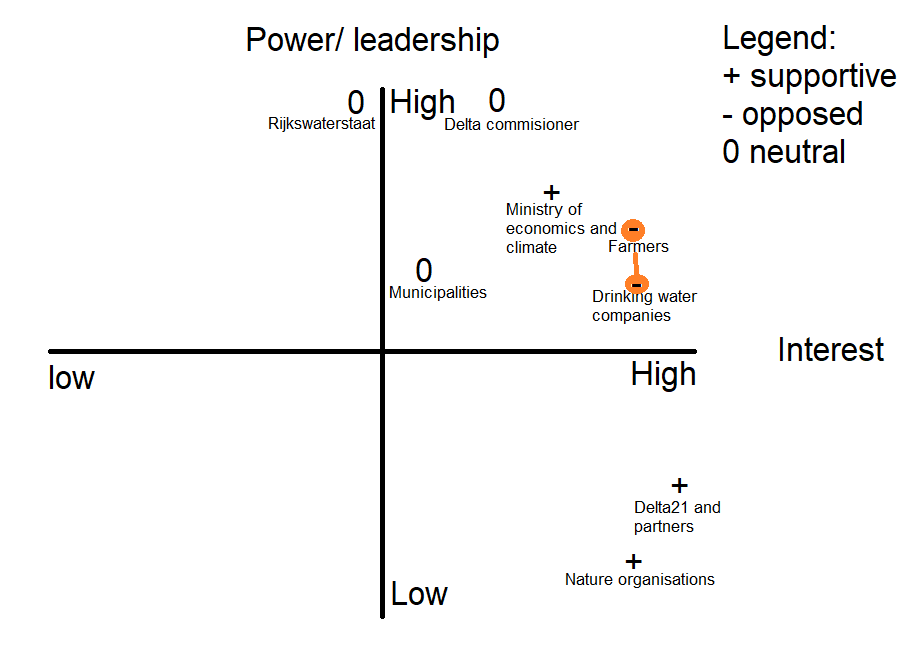 Power/ leadership
Legend:
+ supportive
- opposed
0 neutral
0
High
0
Rijkswaterstaat
Delta commisioner
+
Ministry of
economics and
climate
-
Farmers
0
Municipalities
-
Drinking water
companies
Interest
low
High
+
Delta21 and
partners
+
Nature organisations
Low